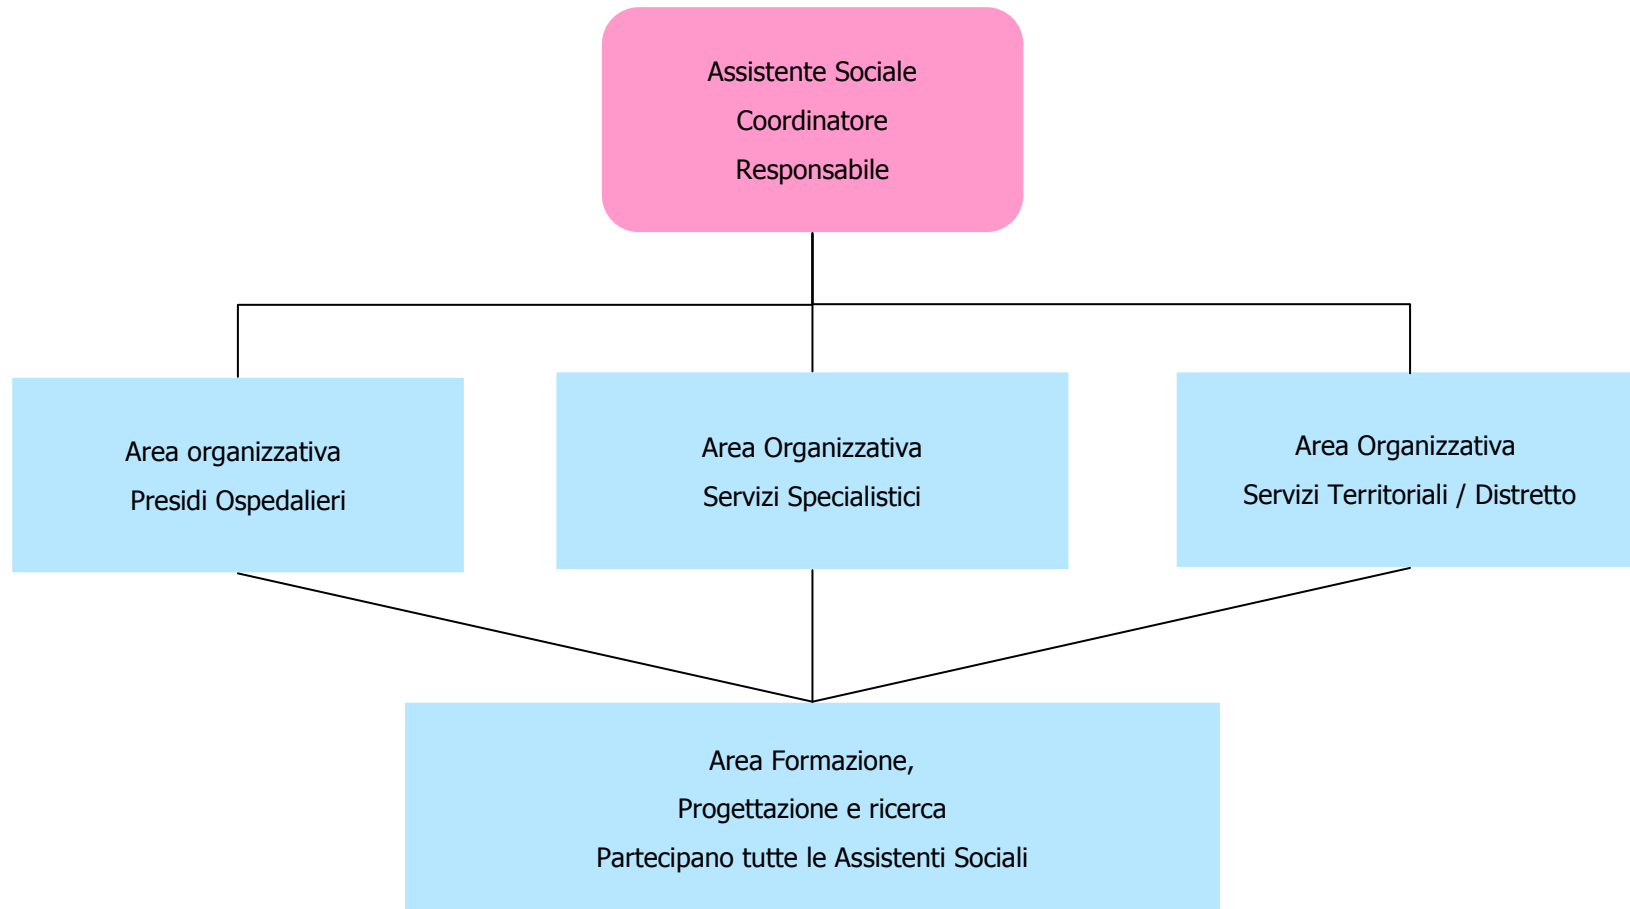 Assistente Sociale
Coordinatore
Responsabile
Area organizzativa
Presidi Ospedalieri
Area Organizzativa
Servizi Specialistici
Area Organizzativa
Servizi Territoriali / Distretto
Area Formazione,
Progettazione e ricerca
Partecipano tutte le Assistenti Sociali